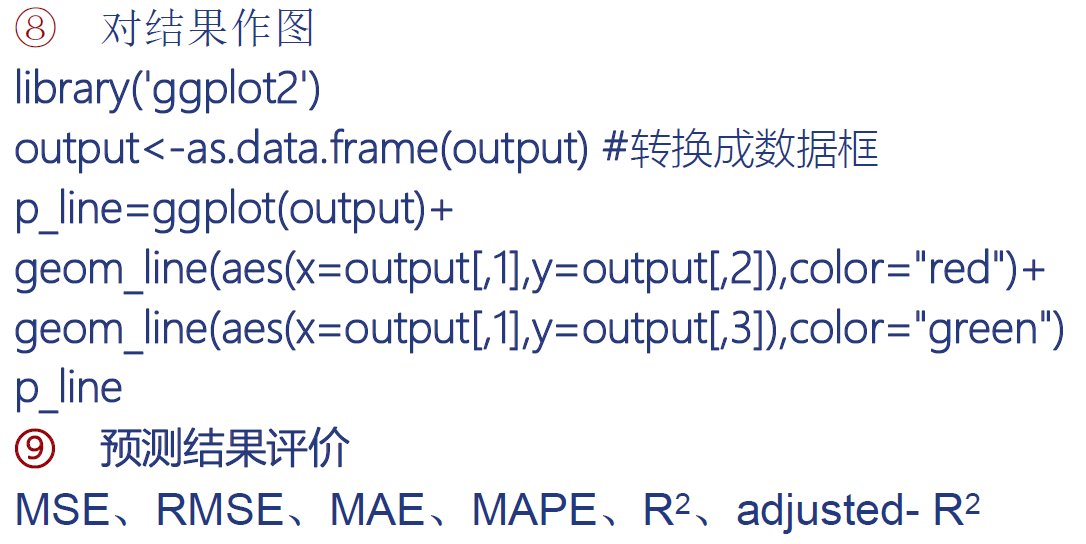 ⑧ 对结果作图
library('ggplot2')
output<-as.data.frame(output) #转换成数据框
p_line=ggplot(output)+
geom_line(aes(x=output[,1],y=output[,2]),color="red")+
geom_line(aes(x=output[,1],y=output[,3]),color="green")
p_line
⑨ 预测结果评价
MSE、RMSE、MAE、MAPE、R²、adjusted- R²